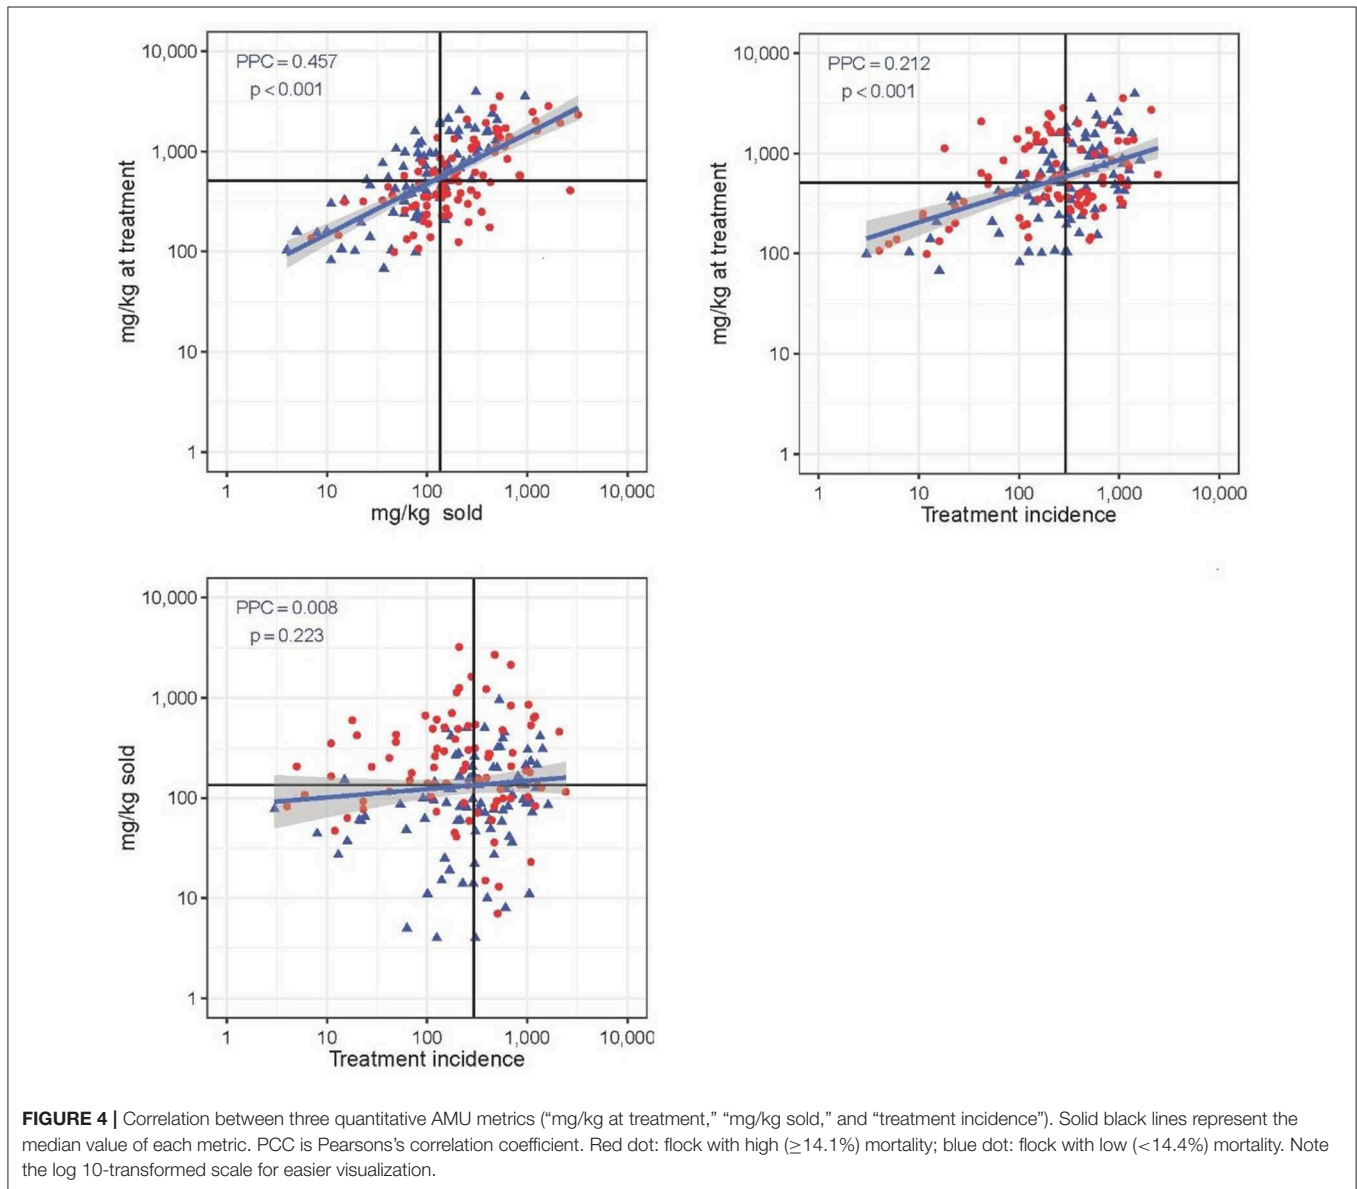 10,000
PPC = 0.457
p < 0.001
1,000
100
10
1
mg/kg at treatment
1 10 100 1,000 10,000
mg/kg sold
10,000
PPC = 0.212
p < 0.001
1,000
100
10
1
mg/kg at treatment
1 10 100 1,000 10,000
Treatment incidence
10,000
PPC = 0.008
p = 0.223
1,000
100
10
1
mg/kg sold
1 10 100 1,000 10,000
Treatment incidence
FIGURE 4 | Correlation between three quantitative AMU metrics (“mg/kg at treatment,” “mg/kg sold,” and “treatment incidence”). Solid black lines represent the
median value of each metric. PCC is Pearsons's correlation coefficient. Red dot: flock with high (≥14.1%) mortality; blue dot: flock with low (<14.4%) mortality. Note
the log 10-transformed scale for easier visualization.